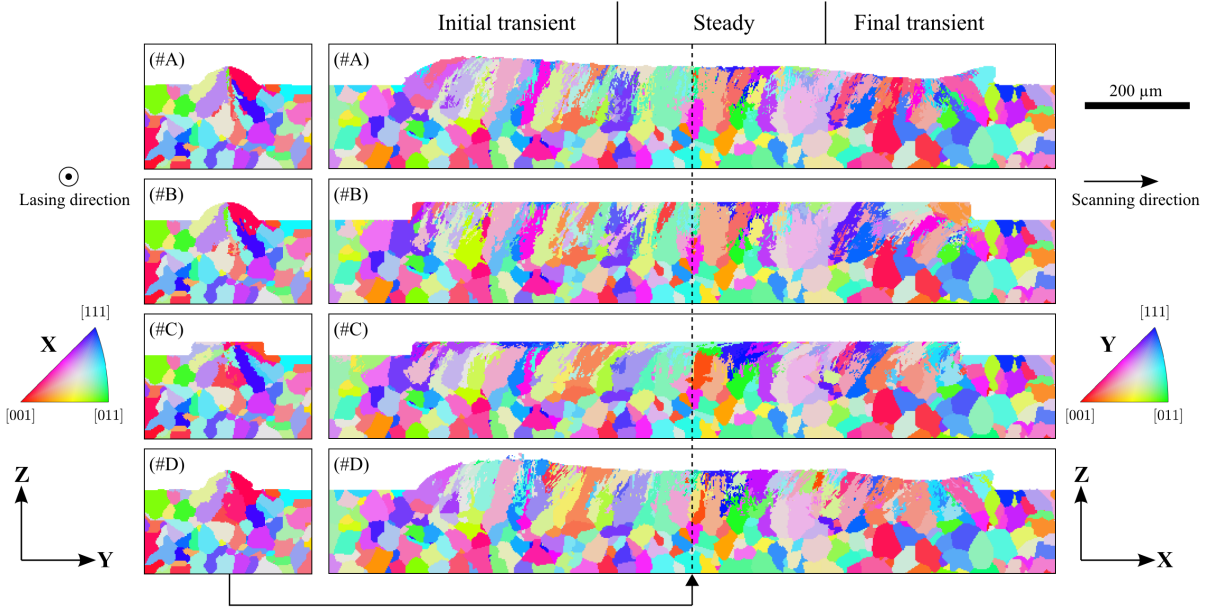 Initial transient
Steady
Final transient
(#A)
(#A)
200 µm
Lasing direction
(#B)
(#B)
Scanning direction
[111]
X
[001]
[011]
(#C)
(#C)
[111]
Y
[001]
[011]
Z
Y
(#D)
(#D)
Z
X